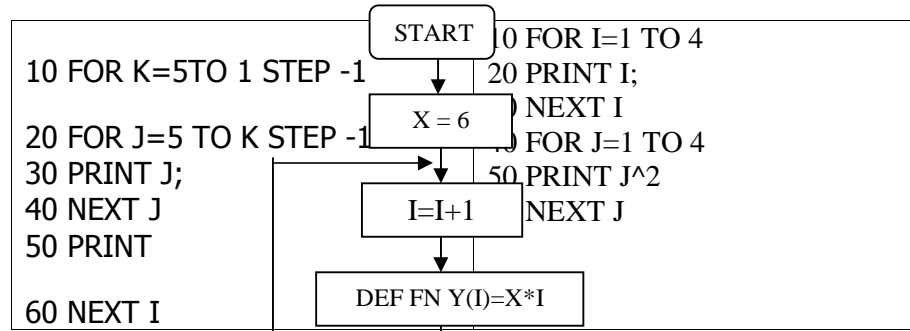 10 FOR K=5TO 1 STEP -1
20 FOR J=5 TO K STEP -1
30 PRINT J;
40 NEXT J
50 PRINT
60 NEXT I
START
X = 6
I=I+1
DEF FN Y(I)=X*I
10 FOR I=1 TO 4
20 PRINT I;
NEXT I
FOR J=1 TO 4
50 PRINT J^2
NEXT J